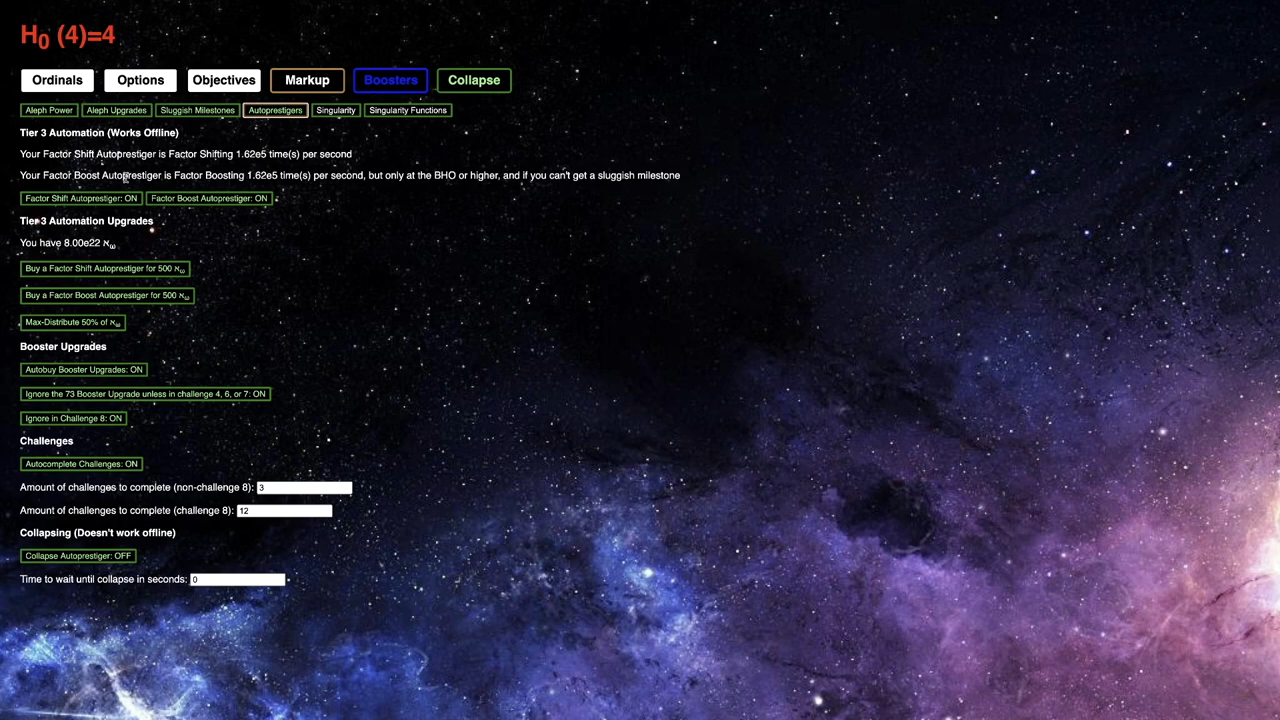 H₀ (4)=4
Ordinals Options Objectives Markup Boosters Collapse
Aleph Power Aleph Upgrades Sluggish Milestones Autoprestigers Singularity Singularity Functions
Tier 3 Automation (Works Offline)
Your Factor Shift Autoprestiger is Factor Shifting 1.62e5 time(s) per second
Your Factor Boost Autoprestiger is Factor Boosting 1.62e5 time(s) per second, but only at the BHO or higher, and if you can't get a sluggish milestone
Factor Shift Autoprestiger: ON Factor Boost Autoprestiger: ON
Tier 3 Automation Upgrades
You have 8.00e22 ℵω
Buy a Factor Shift Autoprestiger for 500 ℵω
Buy a Factor Boost Autoprestiger for 500 ℵω
Max-Distribute 50% of ℵω
Booster Upgrades
Autobuy Booster Upgrades: ON
Ignore the 73 Booster Upgrade unless in challenge 4, 6, or 7: ON
Ignore in Challenge 8: ON
Challenges
Autocomplete Challenges: ON
Amount of challenges to complete (non-challenge 8): 3
Amount of challenges to complete (challenge 8): 12
Collapsing (Doesn't work offline)
Collapse Autoprestiger: OFF
Time to wait until collapse in seconds: 0